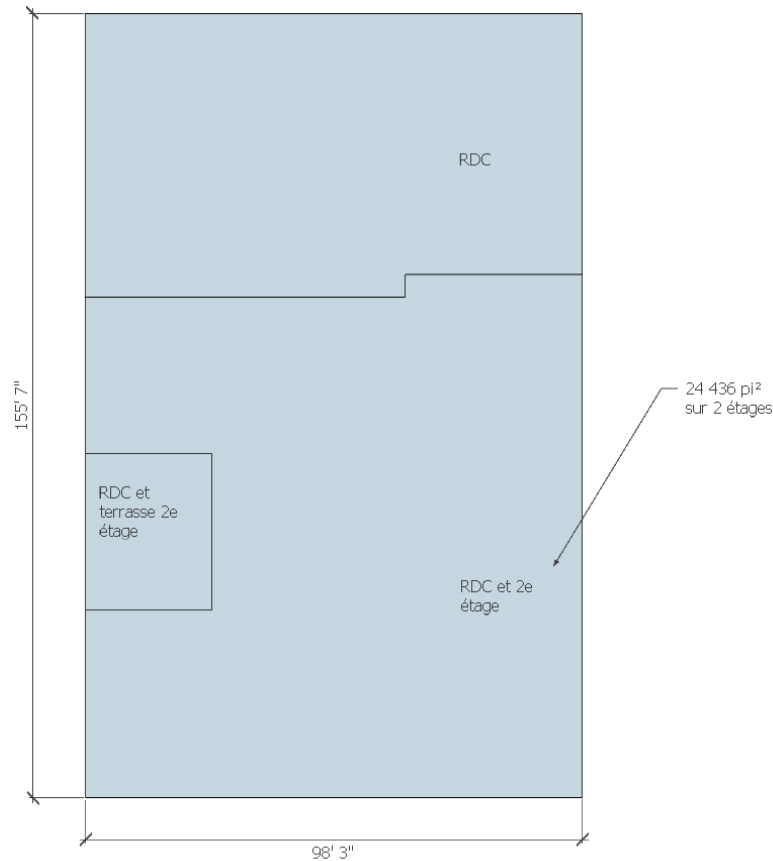 RDC
155' 7"
24 436 pi²
sur 2 étages
RDC et
terrasse 2e
étage
RDC et 2e
étage
98' 3"